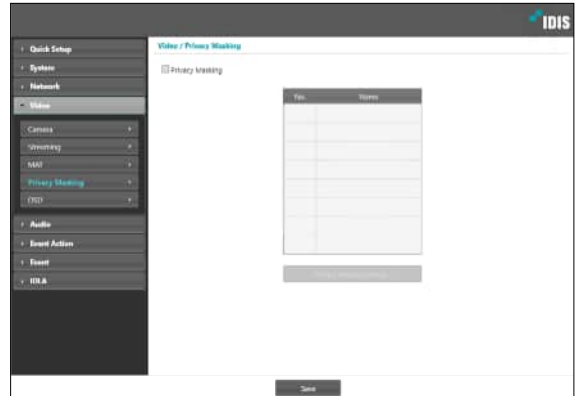 IDIS
Quick Setup
System
Network
Video
Camera
Streaming
MAT
Privacy Masking
OSD
Audio
Event Action
Event
IDLA
Video / Privacy Masking
Privacy Masking
No. Name
Save